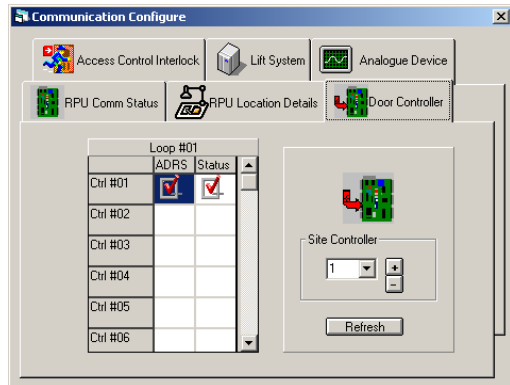 Communication Configure
Access Control Interlock
Lift System
Analogue Device
RPU Comm Status
RPU Location Details
Door Controller
Loop #01
ADRS Status
Ctrl #01
Ctrl #02
Ctrl #03
Ctrl #04
Ctrl #05
Ctrl #06
Site Controller
1
+
-
Refresh